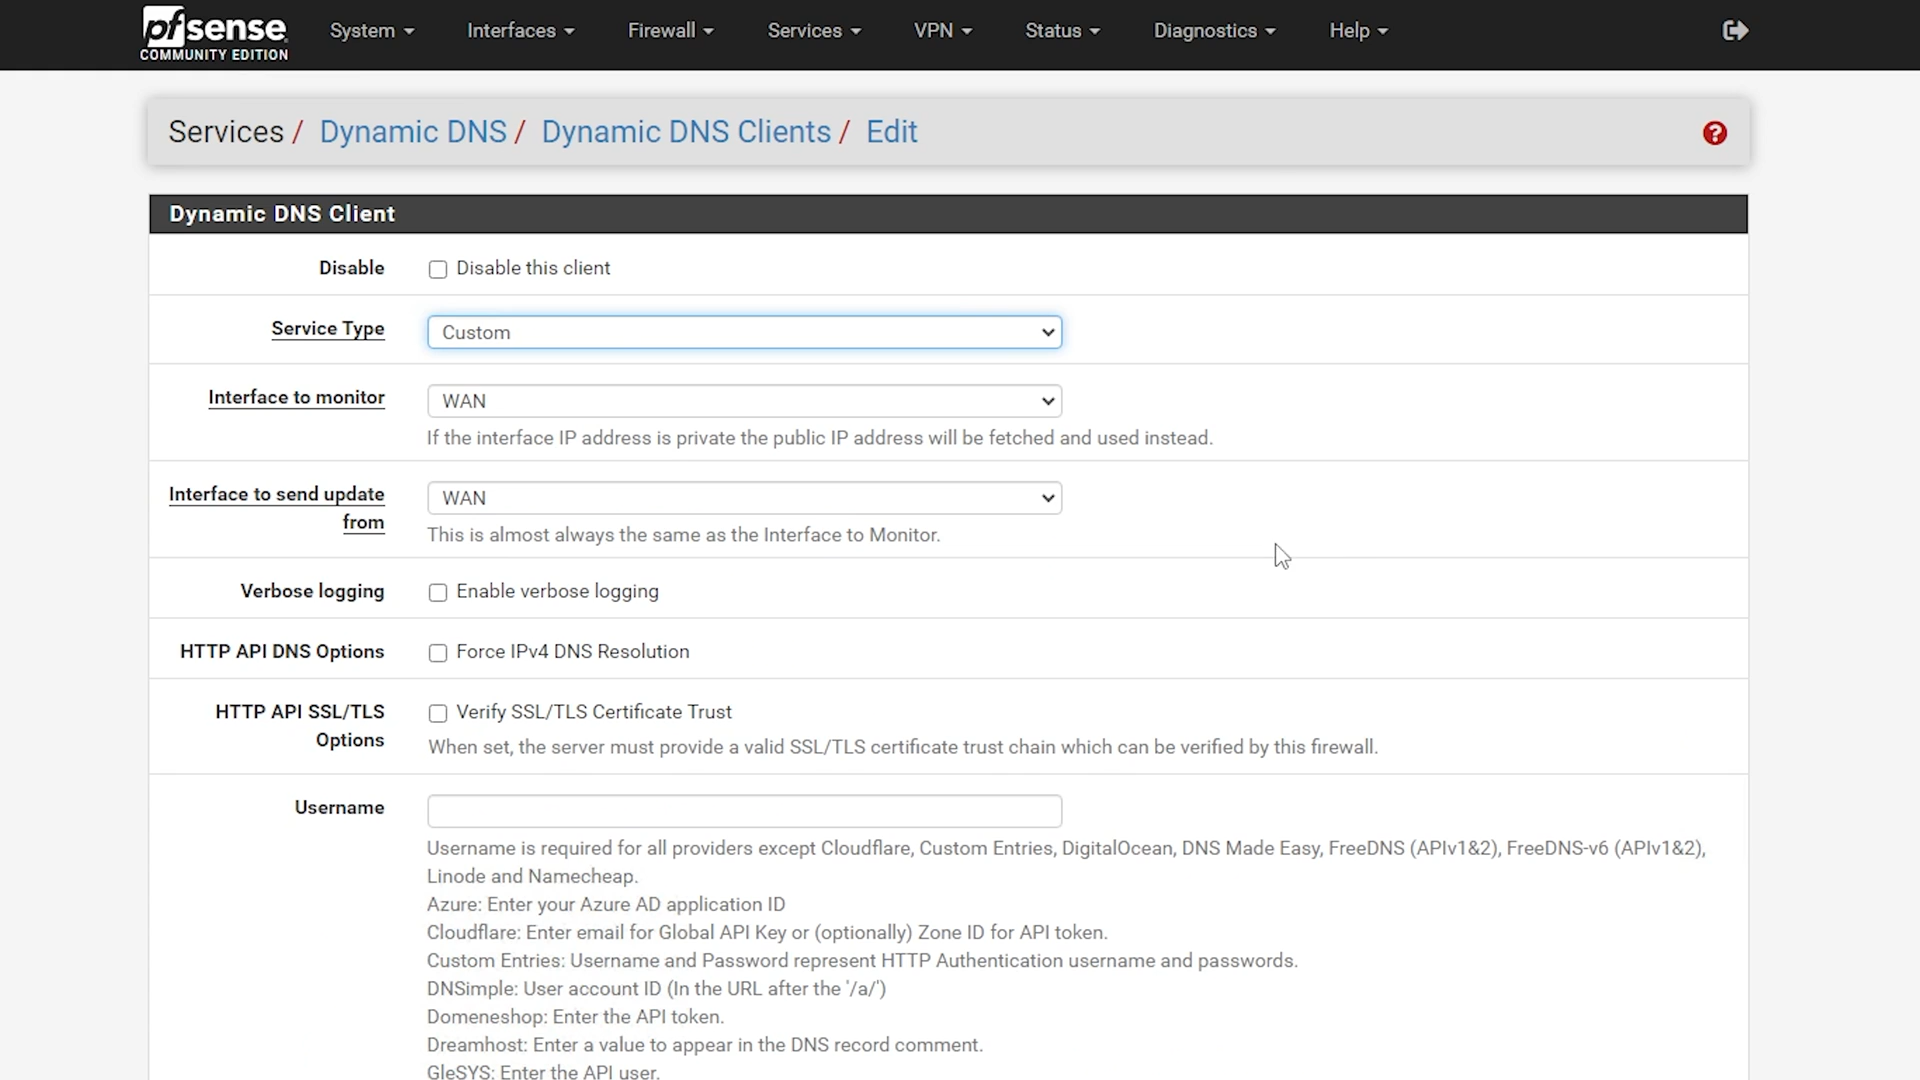 pfsense
COMMUNITY EDITION
System
Interfaces
Firewall
Services
VPN
Status
Diagnostics
Help
Services / Dynamic DNS / Dynamic DNS Clients / Edit
Dynamic DNS Client
Disable
Disable this client
Service Type
Custom
Interface to monitor
WAN
If the interface IP address is private the public IP address will be fetched and used instead.
Interface to send update
from
WAN
This is almost always the same as the Interface to Monitor.
Verbose logging
Enable verbose logging
HTTP API DNS Options
Force IPv4 DNS Resolution
HTTP API SSL/TLS
Options
Verify SSL/TLS Certificate Trust
When set, the server must provide a valid SSL/TLS certificate trust chain which can be verified by this firewall.
Username
Username is required for all providers except Cloudflare, Custom Entries, DigitalOcean, DNS Made Easy, FreeDNS (APIv1&2), FreeDNS-v6 (APIv1&2),
Linode and Namecheap.
Azure: Enter your Azure AD application ID
Cloudflare: Enter email for Global API Key or (optionally) Zone ID for API token.
Custom Entries: Username and Password represent HTTP Authentication username and passwords.
DNSimple: User account ID (In the URL after the '/a/')
Domeneshop: Enter the API token.
Dreamhost: Enter a value to appear in the DNS record comment.
GleSYS: Enter the API user.